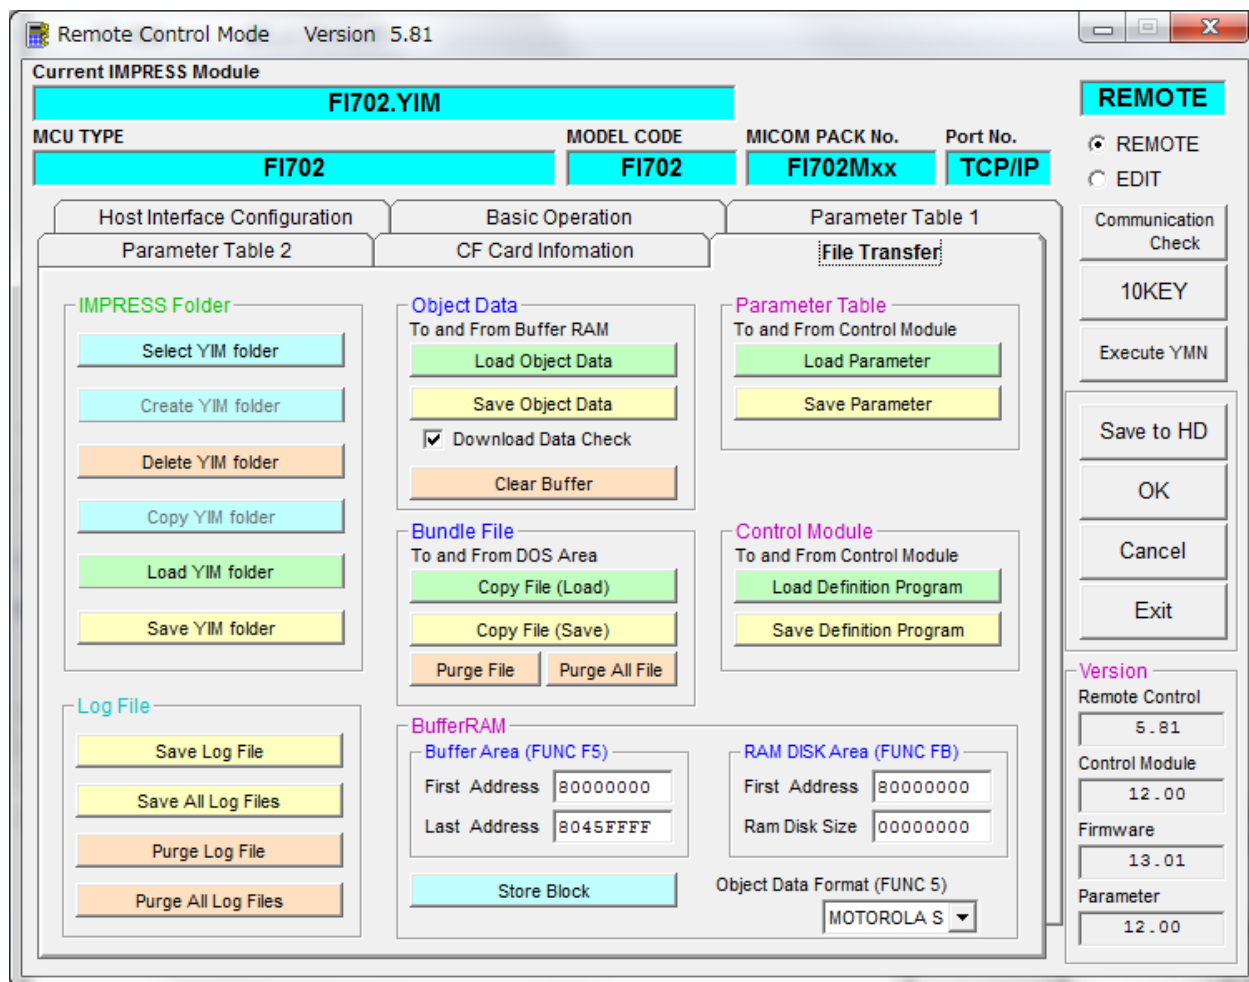 Remote Control Mode Version 5.81
Current IMPRESS Module
FI702.YIM
MCU TYPE
MODEL CODE
MICOM PACK No.
Port No.
FI702
FI702
FI702Mxx
TCP/IP
REMOTE
REMOTE
EDIT
Host Interface Configuration
Basic Operation
Parameter Table 1
Parameter Table 2
CF Card Infomation
File Transfer
IMPRESS Folder
Select YIM folder
Create YIM folder
Delete YIM folder
Copy YIM folder
Load YIM folder
Save YIM folder
Log File
Save Log File
Save All Log Files
Purge Log File
Purge All Log Files
Object Data
To and From Buffer RAM
Load Object Data
Save Object Data
Download Data Check
Clear Buffer
Bundle File
To and From DOS Area
Copy File (Load)
Copy File (Save)
Purge File
Purge All File
Parameter Table
To and From Control Module
Load Parameter
Save Parameter
Control Module
To and From Control Module
Load Definition Program
Save Definition Program
BufferRAM
Buffer Area (FUNC F5)
First Address 80000000
Last Address 8045FFFF
RAM DISK Area (FUNC FB)
First Address 80000000
Ram Disk Size 00000000
Store Block
Object Data Format (FUNC 5)
MOTOROLA S
Communication
Check
10KEY
Execute YMN
Save to HD
OK
Cancel
Exit
Version
Remote Control
5.81
Control Module
12.00
Firmware
13.01
Parameter
12.00